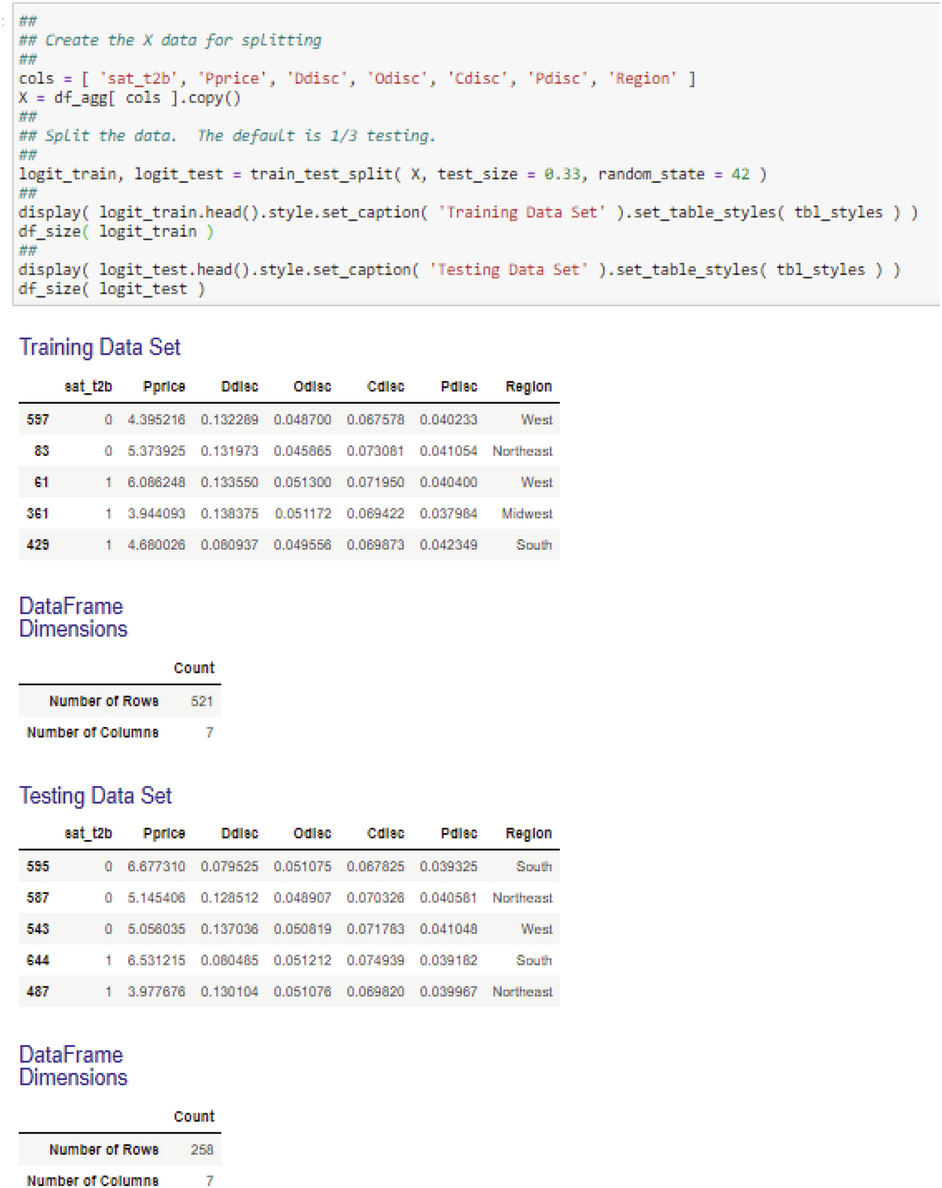 ##
## Create the X data for splitting
##
cols = [ 'sat_t2b', 'Pprice', 'Ddisc', 'Odisc', 'Cdisc', 'Pdisc', 'Region' ]
X = df_agg[ cols ].copy()
##
## Split the data.  The default is 1/3 testing.
##
logit_train, logit_test = train_test_split( X, test_size = 0.33, random_state = 42 )
##
display( logit_train.head().style.set_caption( 'Training Data Set' ).set_table_styles( tbl_styles ) )
df_size( logit_train )
##
display( logit_test.head().style.set_caption( 'Testing Data Set' ).set_table_styles( tbl_styles ) )
df_size( logit_test )
Training Data Set
sat_t2b Pprice Ddisc Odisc Cdisc Pdisc Region
597 0 4.395216 0.132289 0.048700 0.067578 0.040233 West
83 0 5.373925 0.131973 0.045865 0.073081 0.041054 Northeast
61 1 6.086248 0.133550 0.051300 0.071950 0.040400 West
361 1 3.944093 0.138375 0.051172 0.069422 0.037984 Midwest
429 1 4.680026 0.080937 0.049556 0.069873 0.042349 South
DataFrame
Dimensions
Count
Number of Rows 521
Number of Columns 7
Testing Data Set
sat_t2b Pprice Ddisc Odisc Cdisc Pdisc Region
595 0 6.677310 0.079525 0.051075 0.067825 0.039325 South
587 0 5.145406 0.128512 0.048907 0.070326 0.040581 Northeast
543 0 5.056035 0.137036 0.050819 0.071783 0.041048 West
644 1 6.531215 0.080485 0.051212 0.074939 0.039182 South
487 1 3.977676 0.130104 0.051076 0.069820 0.039967 Northeast
DataFrame
Dimensions
Count
Number of Rows 258
Number of Columns 7